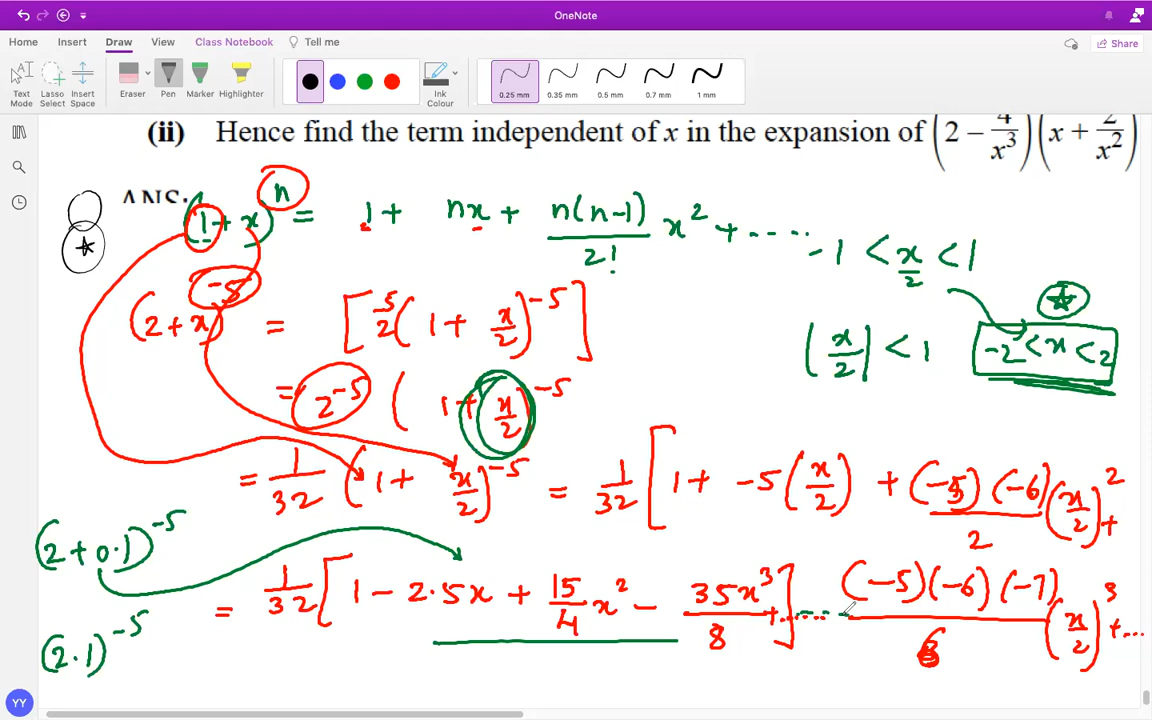 OneNote
Home Insert Draw View Class Notebook Tell me
Share
Text Mode Lasso Select Insert Space Eraser Pen Marker Highlighter Ink Colour 0.25 mm 0.35 mm 0.5 mm 0.7 mm 1 mm
(ii) Hence find the term independent of x in the expansion of (2 − 4/x³)(x + 2/x²)
ANS:
(1 + x)^n = 1 + nx + n(n-1)/2! x² + ..... -1 < x/2 < 1
(2 + x)^-5 = [2^-5 (1 + x/2)^-5] |x/2| < 1 -2 < x < 2
= 2^-5 (1 + x/2)^-5
= 1/32 (1 + x/2)^-5 = 1/32 [1 + -5(x/2) + (-5)(-6)/2 (x/2)² +
(2 + 0.1)^-5
= 1/32 [1 - 2.5x + 15/4 x² - 35x³/8 + ....] ---- (-5)(-6)(-7)/6 (x/2)³ + ...
(2.1)^-5
YY